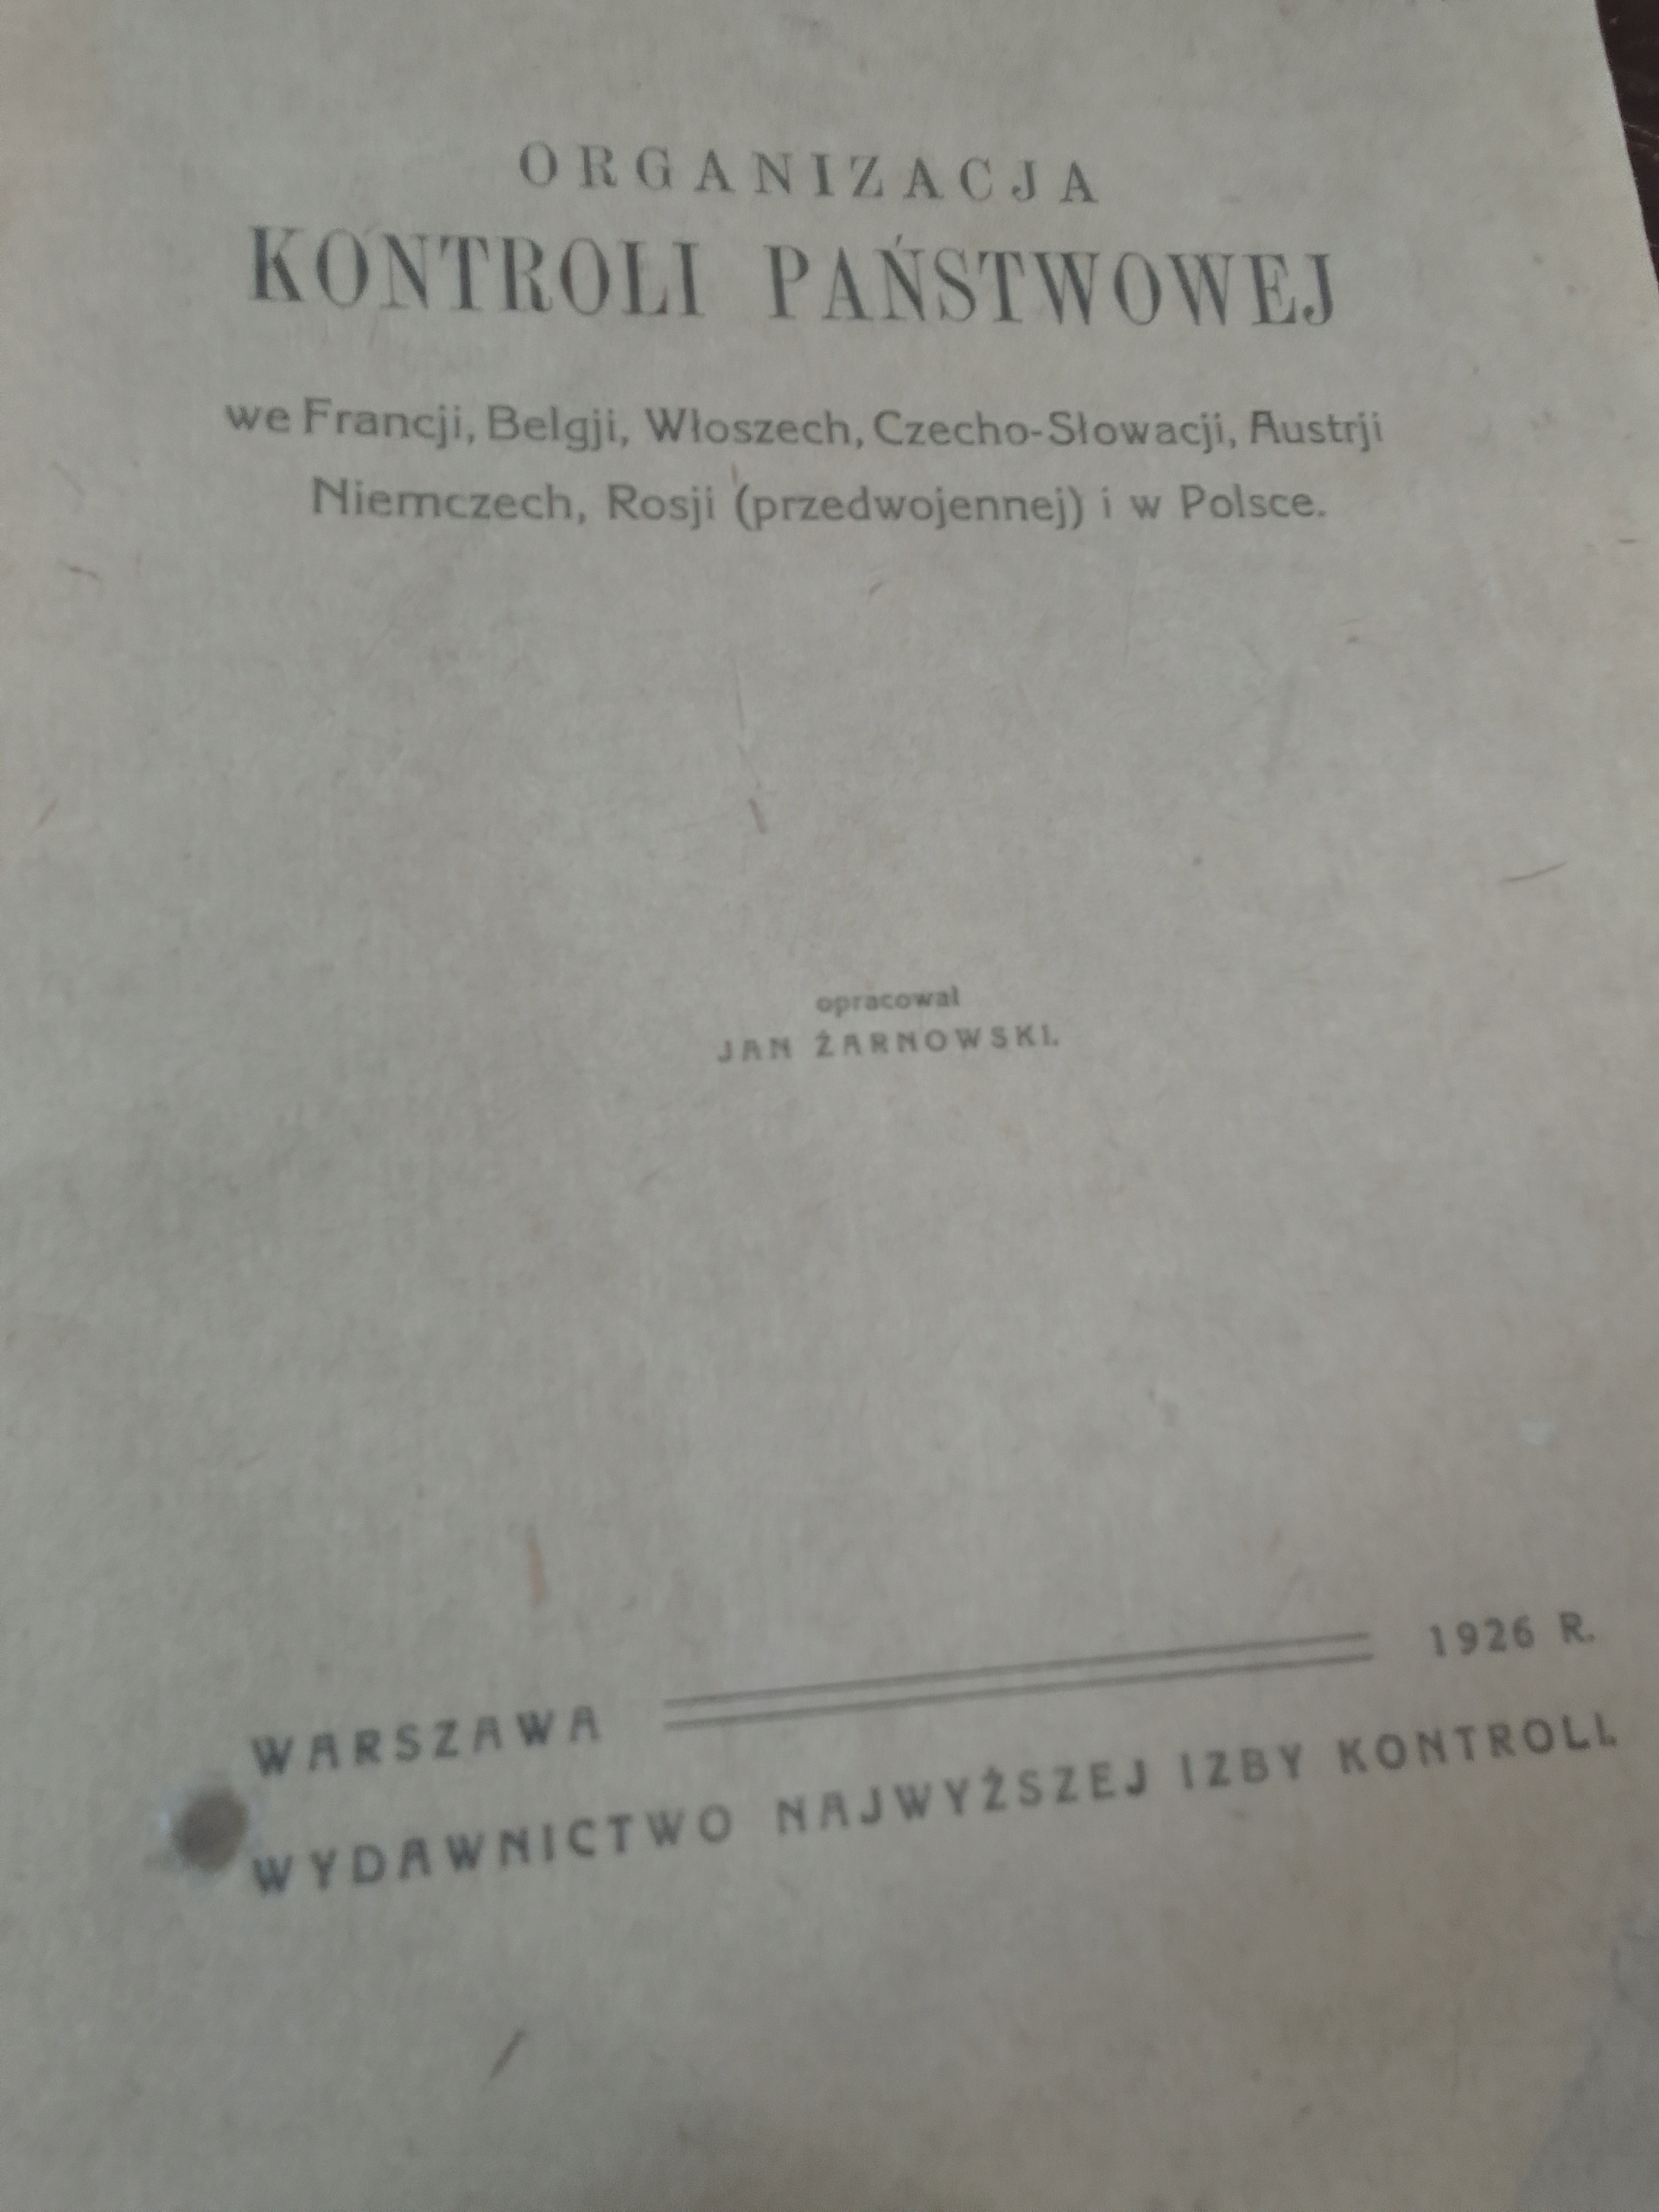 ORGANIZACJA
KONTROLI PAŃSTWOWEJ
we Francji, Belgji, Włoszech, Czecho-Słowacji, Austrji
Niemczech, Rosji (przedwojennej) i w Polsce.
opracował
JAN ŻARNOWSKI.
WARSZAWA 1926 R.
WYDAWNICTWO NAJWYŻSZEJ IZBY KONTROLI.